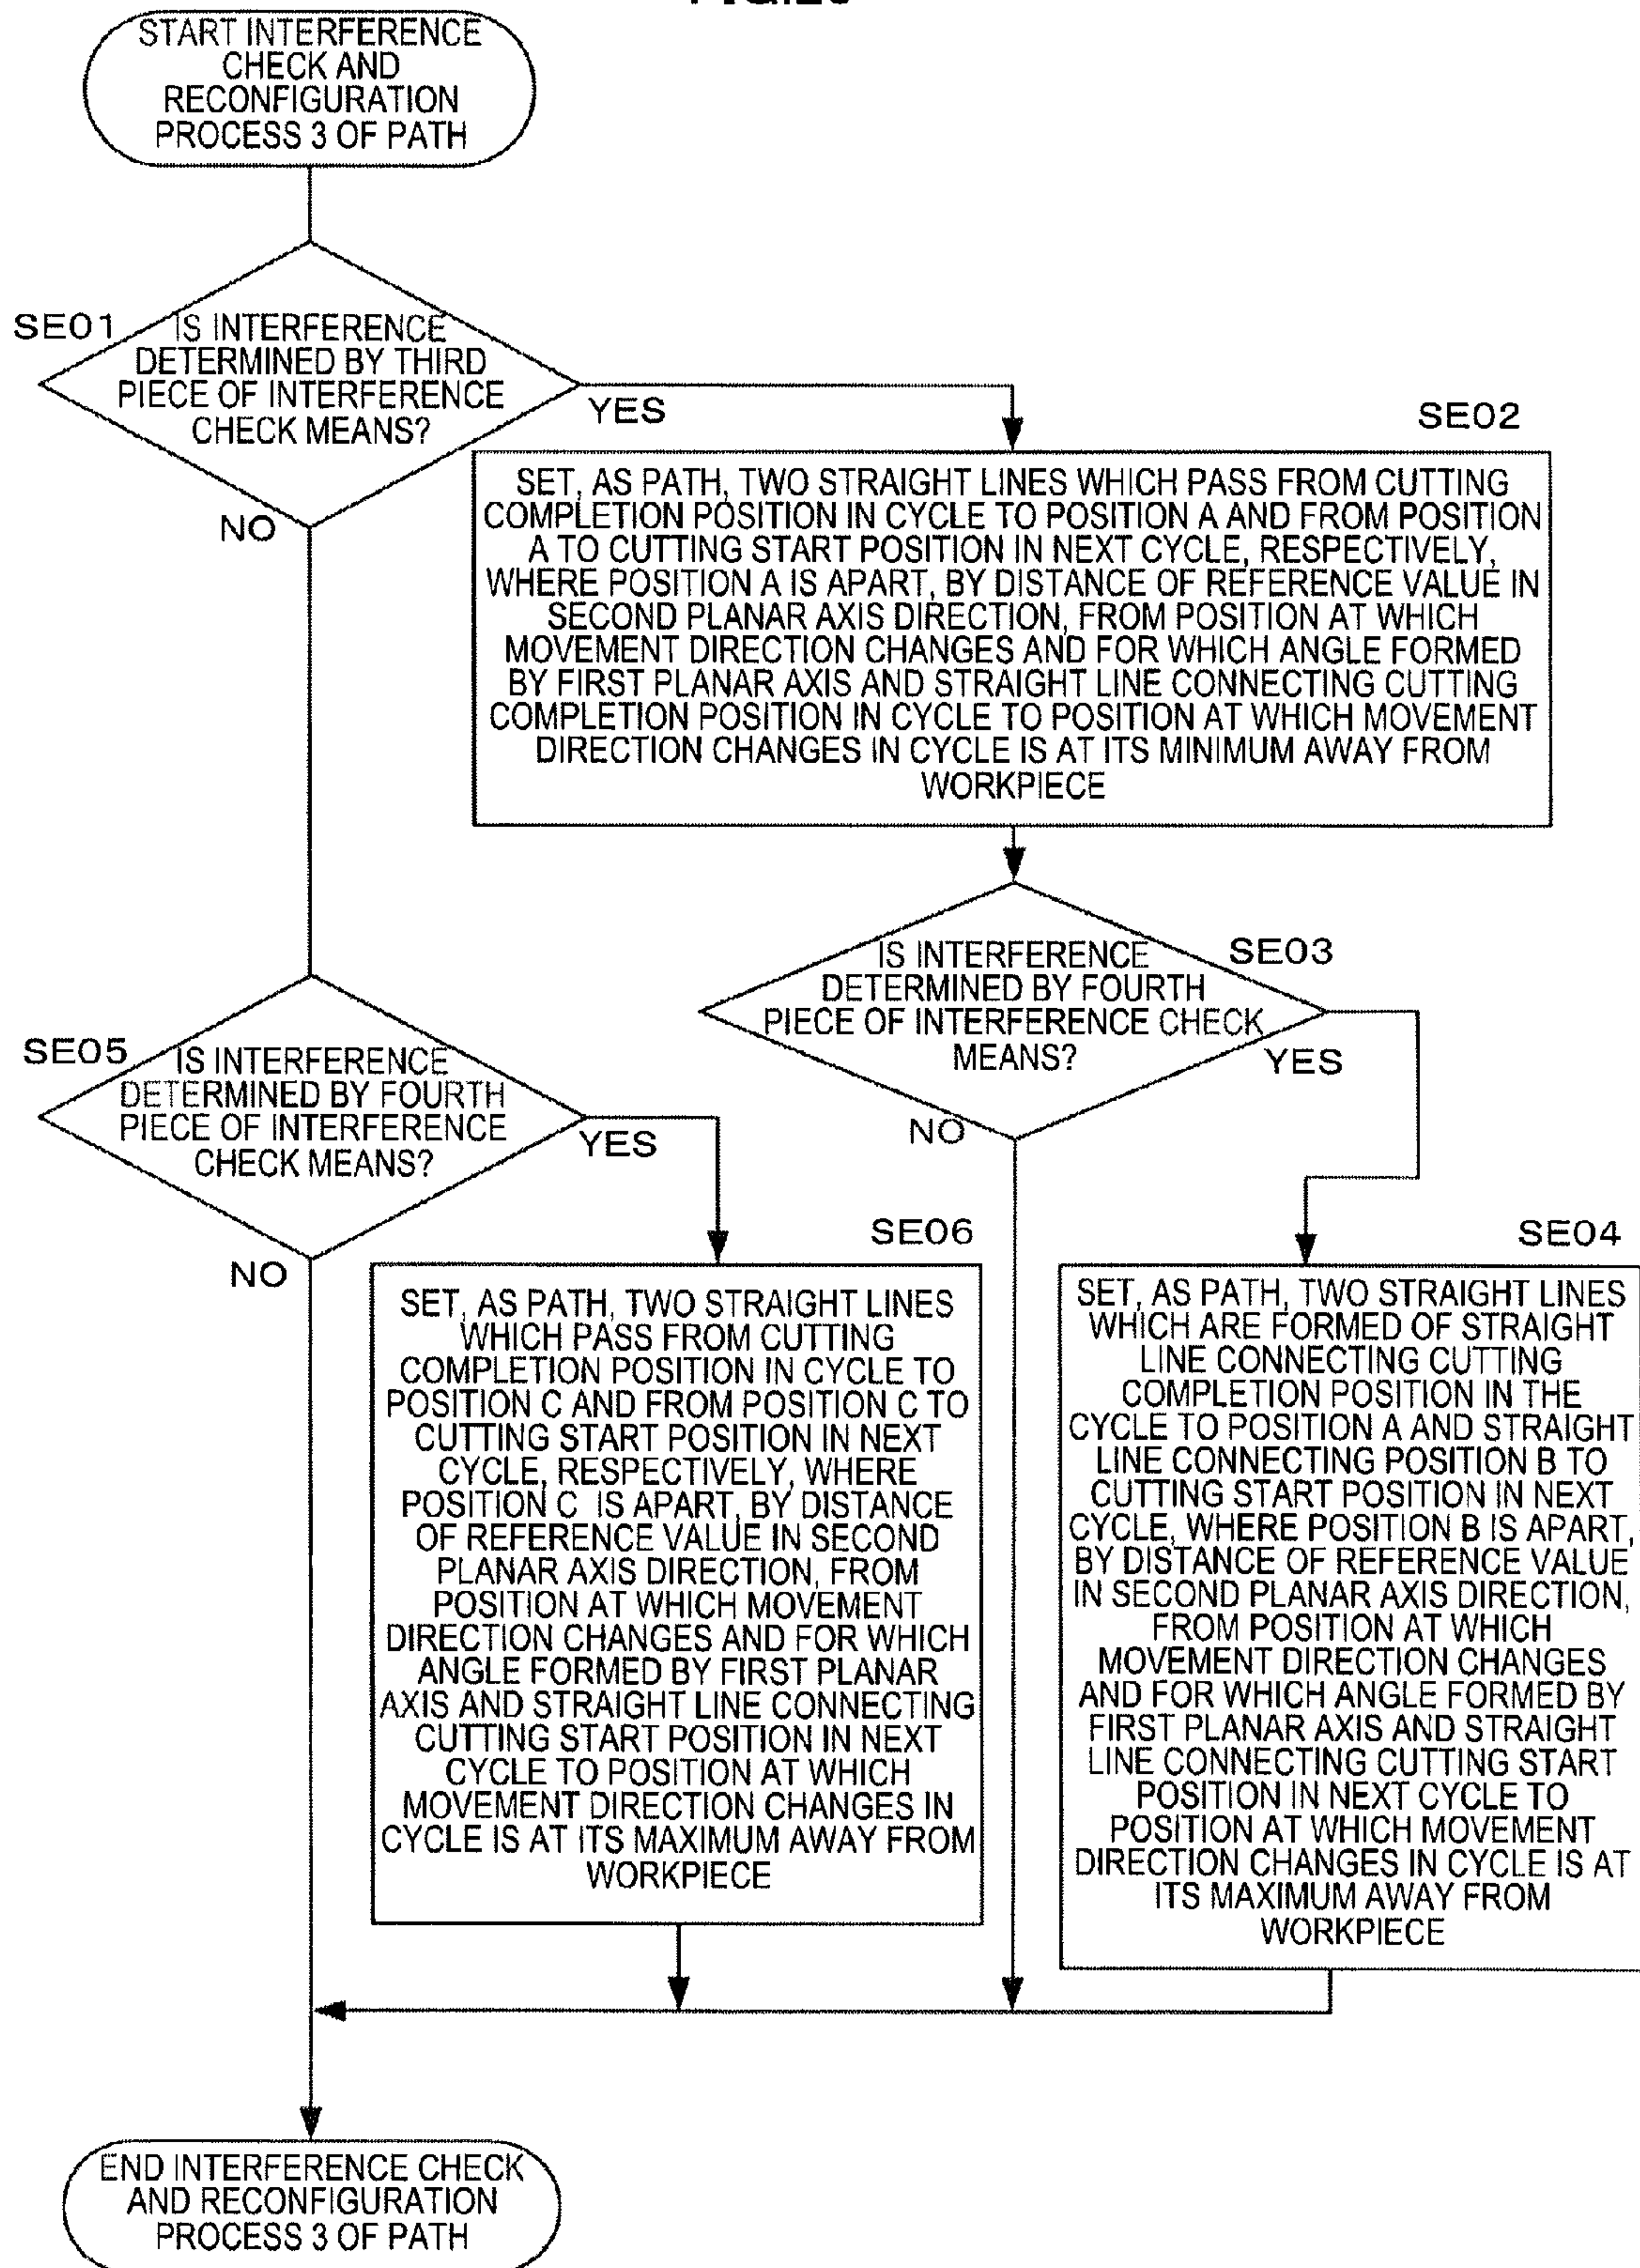 START INTERFERENCE
CHECK AND
RECONFIGURATION
PROCESS 3 OF PATH
SE01
IS INTERFERENCE
DETERMINED BY THIRD
PIECE OF INTERFERENCE
CHECK MEANS?
YES
NO
SE02
SET, AS PATH, TWO STRAIGHT LINES WHICH PASS FROM CUTTING
COMPLETION POSITION IN CYCLE TO POSITION A AND FROM POSITION
A TO CUTTING START POSITION IN NEXT CYCLE, RESPECTIVELY,
WHERE POSITION A IS APART, BY DISTANCE OF REFERENCE VALUE IN
SECOND PLANAR AXIS DIRECTION, FROM POSITION AT WHICH
MOVEMENT DIRECTION CHANGES AND FOR WHICH ANGLE FORMED
BY FIRST PLANAR AXIS AND STRAIGHT LINE CONNECTING CUTTING
COMPLETION POSITION IN CYCLE TO POSITION AT WHICH MOVEMENT
DIRECTION CHANGES IN CYCLE IS AT ITS MINIMUM AWAY FROM
WORKPIECE
SE03
IS INTERFERENCE
DETERMINED BY FOURTH
PIECE OF INTERFERENCE CHECK
MEANS?
YES
NO
SE05
IS INTERFERENCE
DETERMINED BY FOURTH
PIECE OF INTERFERENCE
CHECK MEANS?
YES
NO
SE06
SET, AS PATH, TWO STRAIGHT LINES
WHICH PASS FROM CUTTING
COMPLETION POSITION IN CYCLE TO
POSITION C AND FROM POSITION C TO
CUTTING START POSITION IN NEXT
CYCLE, RESPECTIVELY, WHERE
POSITION C IS APART, BY DISTANCE
OF REFERENCE VALUE IN SECOND
PLANAR AXIS DIRECTION, FROM
POSITION AT WHICH MOVEMENT
DIRECTION CHANGES AND FOR WHICH
ANGLE FORMED BY FIRST PLANAR
AXIS AND STRAIGHT LINE CONNECTING
CUTTING START POSITION IN NEXT
CYCLE TO POSITION AT WHICH
MOVEMENT DIRECTION CHANGES IN
CYCLE IS AT ITS MAXIMUM AWAY FROM
WORKPIECE
SE04
SET, AS PATH, TWO STRAIGHT LINES
WHICH ARE FORMED OF STRAIGHT
LINE CONNECTING CUTTING
COMPLETION POSITION IN THE
CYCLE TO POSITION A AND STRAIGHT
LINE CONNECTING POSITION B TO
CUTTING START POSITION IN NEXT
CYCLE, WHERE POSITION B IS APART,
BY DISTANCE OF REFERENCE VALUE
IN SECOND PLANAR AXIS DIRECTION,
FROM POSITION AT WHICH
MOVEMENT DIRECTION CHANGES
AND FOR WHICH ANGLE FORMED BY
FIRST PLANAR AXIS AND STRAIGHT
LINE CONNECTING CUTTING START
POSITION IN NEXT CYCLE TO
POSITION AT WHICH MOVEMENT
DIRECTION CHANGES IN CYCLE IS AT
ITS MAXIMUM AWAY FROM
WORKPIECE
END INTERFERENCE CHECK
AND RECONFIGURATION
PROCESS 3 OF PATH